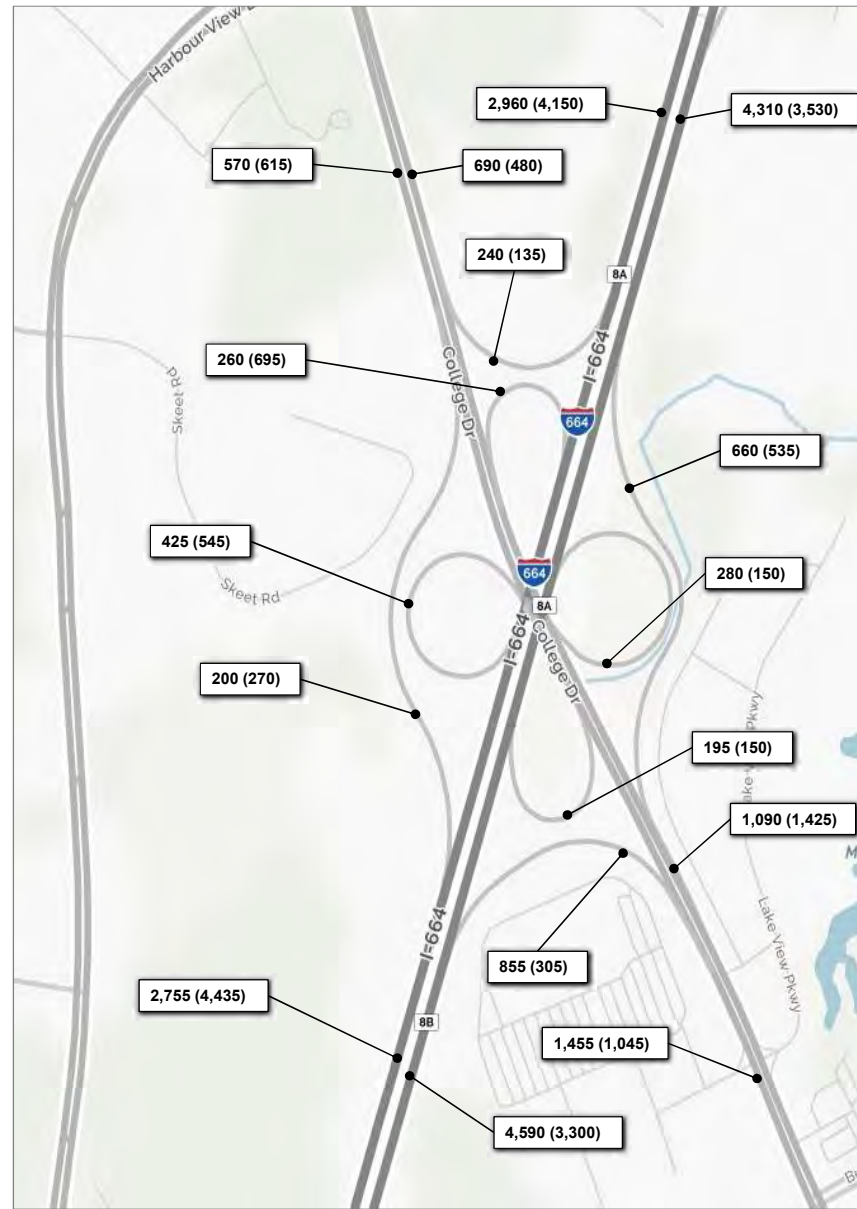 Harbour View
2,960 (4,150)
4,310 (3,530)
570 (615)
690 (480)
240 (135)
8A
I-664
260 (695)
College Dr
Skeet Rd
664
660 (535)
425 (545)
664
280 (150)
8A
Skeet Rd
I-664
College Dr
200 (270)
195 (150)
Lake View Pkwy
1,090 (1,425)
M
Lake View Pkwy
I-664
855 (305)
2,755 (4,435)
8B
1,455 (1,045)
4,590 (3,300)